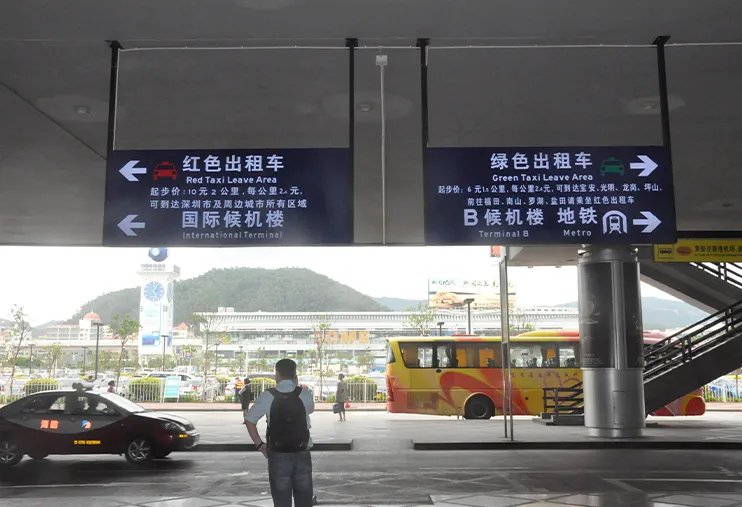 红色出租车
Red Taxi Leave Area
起步价：10元2公里，每公里2.4元，
可到达深圳市及周边城市所有区域
国际候机楼
International Terminal
绿色出租车
Green Taxi Leave Area
起步价：6元1.5公里，每公里2.4元，可到达宝安、光明、龙岗、坪山，
前往福田、南山、罗湖、盐田请乘坐红色出租车
B候机楼 地铁
Terminal B Metro